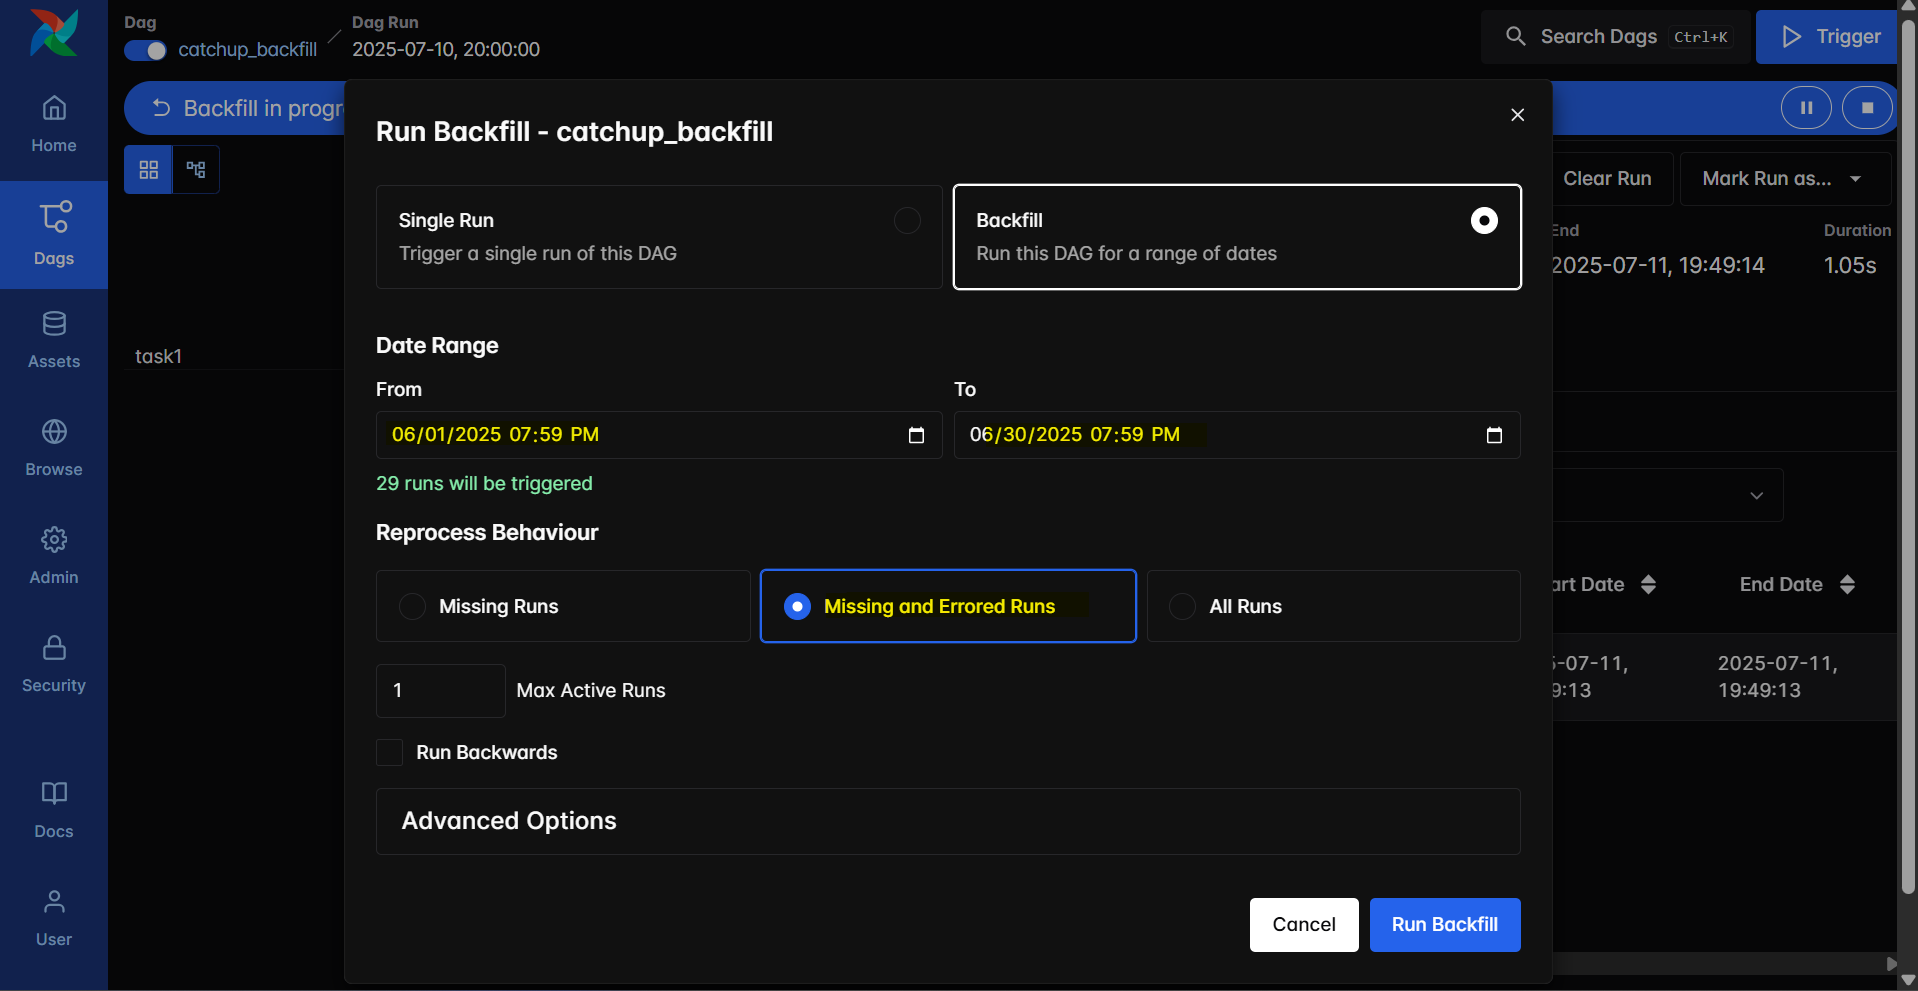 Dag
catchup_backfill
Dag Run
2025-07-10, 20:00:00
Search Dags Ctrl+K
Trigger
Home
Dags
Assets
Browse
Admin
Security
Docs
User
Backfill in progr
task1
Run Backfill - catchup_backfill
Single Run
Trigger a single run of this DAG
Backfill
Run this DAG for a range of dates
Date Range
From
To
06/01/2025 07:59 PM
06/30/2025 07:59 PM
29 runs will be triggered
Reprocess Behaviour
Missing Runs
Missing and Errored Runs
All Runs
1 Max Active Runs
Run Backwards
Advanced Options
Cancel
Run Backfill
Clear Run
Mark Run as...
End
Duration
2025-07-11, 19:49:14
1.05s
art Date
End Date
5-07-11,
9:13
2025-07-11,
19:49:13